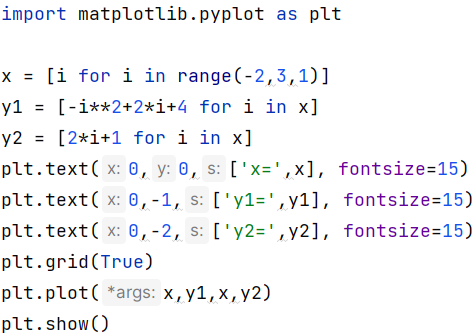 import matplotlib.pyplot as plt
x = [i for i in range(-2,3,1)]
y1 = [-i**2+2*i+4 for i in x]
y2 = [2*i+1 for i in x]
plt.text( x: 0, y: 0, s: ['x=',x], fontsize=15)
plt.text( x: 0,-1, s: ['y1=',y1], fontsize=15)
plt.text( x: 0,-2, s: ['y2=',y2], fontsize=15)
plt.grid(True)
plt.plot( *args: x,y1,x,y2)
plt.show()